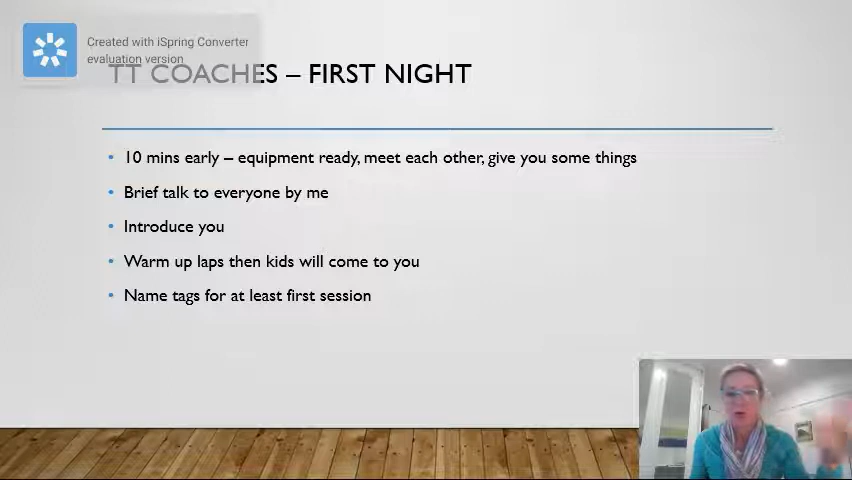 Created with iSpring Converter
evaluation version
TT COACHES – FIRST NIGHT
• 10 mins early – equipment ready, meet each other, give you some things
• Brief talk to everyone by me
• Introduce you
• Warm up laps then kids will come to you
• Name tags for at least first session